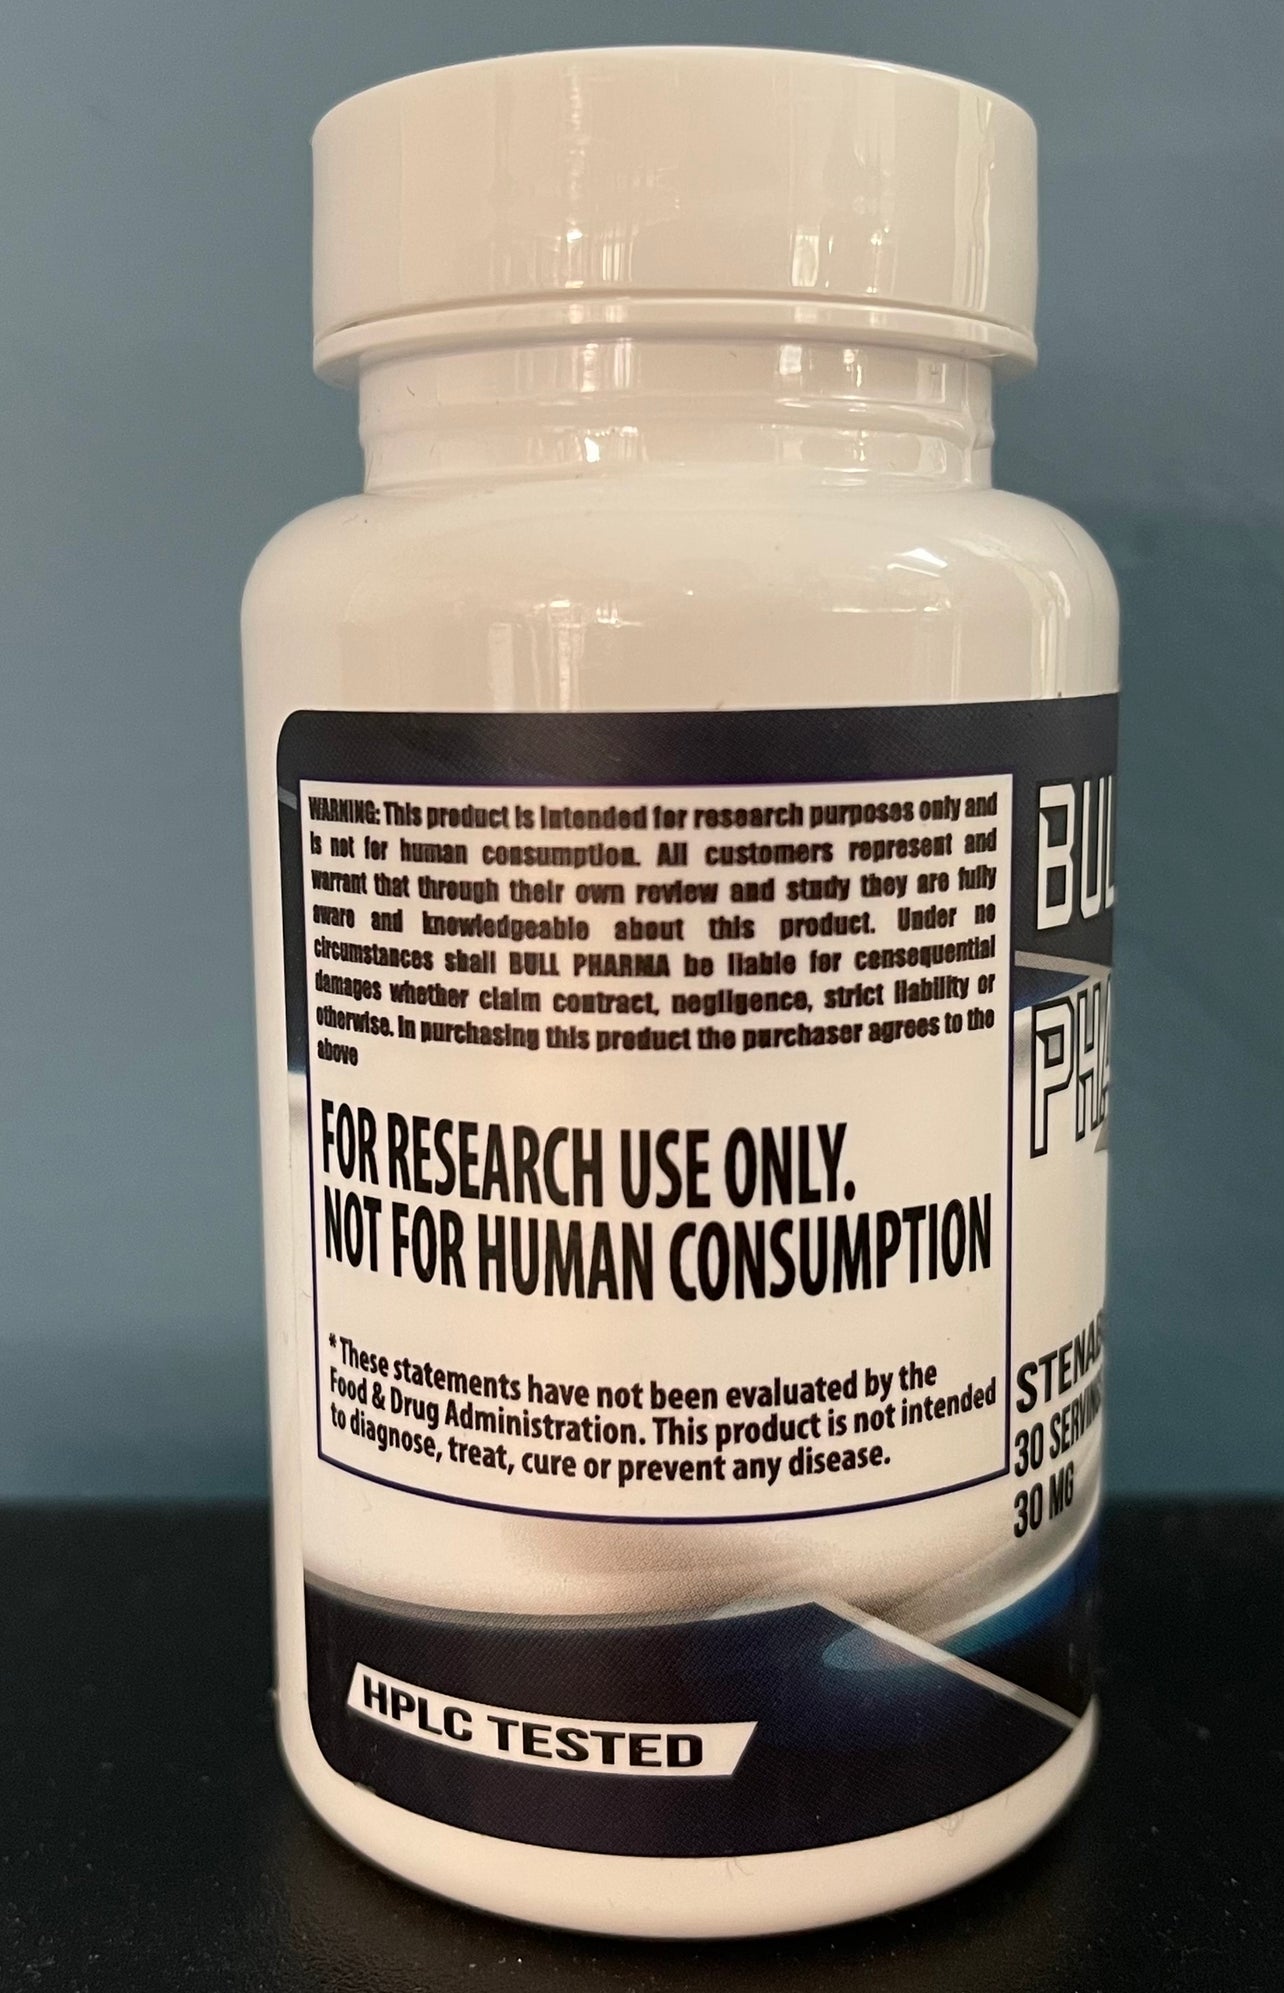 WARNING: This product is intended for research purposes only and
is not for human consumption. All customers represent and
warrant that through their own review and study they are fully
aware and knowledgeable about this product. Under no
circumstances shall BULL PHARMA be liable for consequential
damages whether claim contract, negligence, strict liability or
otherwise. In purchasing this product the purchaser agrees to the
above
FOR RESEARCH USE ONLY.
NOT FOR HUMAN CONSUMPTION
* These statements have not been evaluated by the
Food & Drug Administration. This product is not intended
to diagnose, treat, cure or prevent any disease.
HPLC TESTED
BUL
PHA
STENAB
30 SERVING
30 MG